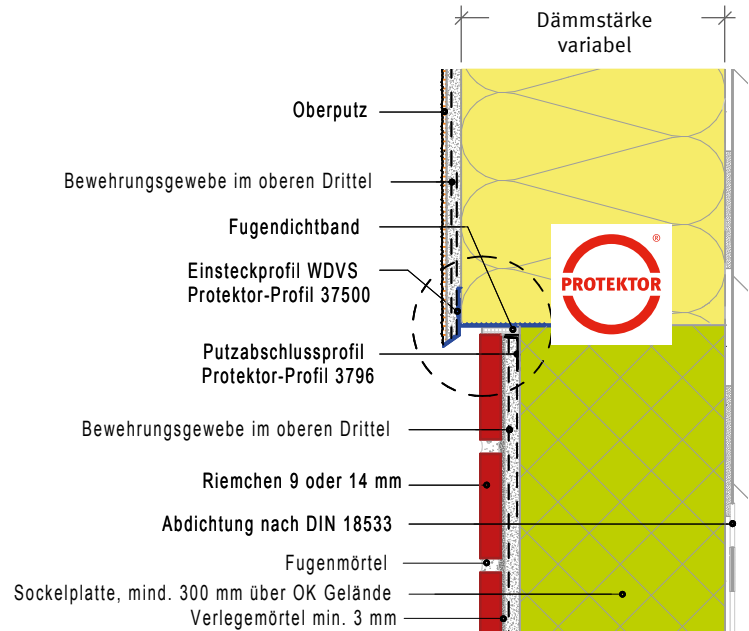 Dämmstärke
variabel
Oberputz
Bewehrungsgewebe im oberen Drittel
Fugendichtband
Einsteckprofil WDVS
Protektor-Profil 37500
PROTEKTOR
®
Putzabschlussprofil
Protektor-Profil 3796
Bewehrungsgewebe im oberen Drittel
Riemchen 9 oder 14 mm
Abdichtung nach DIN 18533
Fugenmörtel
Sockelplatte, mind. 300 mm über OK Gelände
Verlegemörtel min. 3 mm